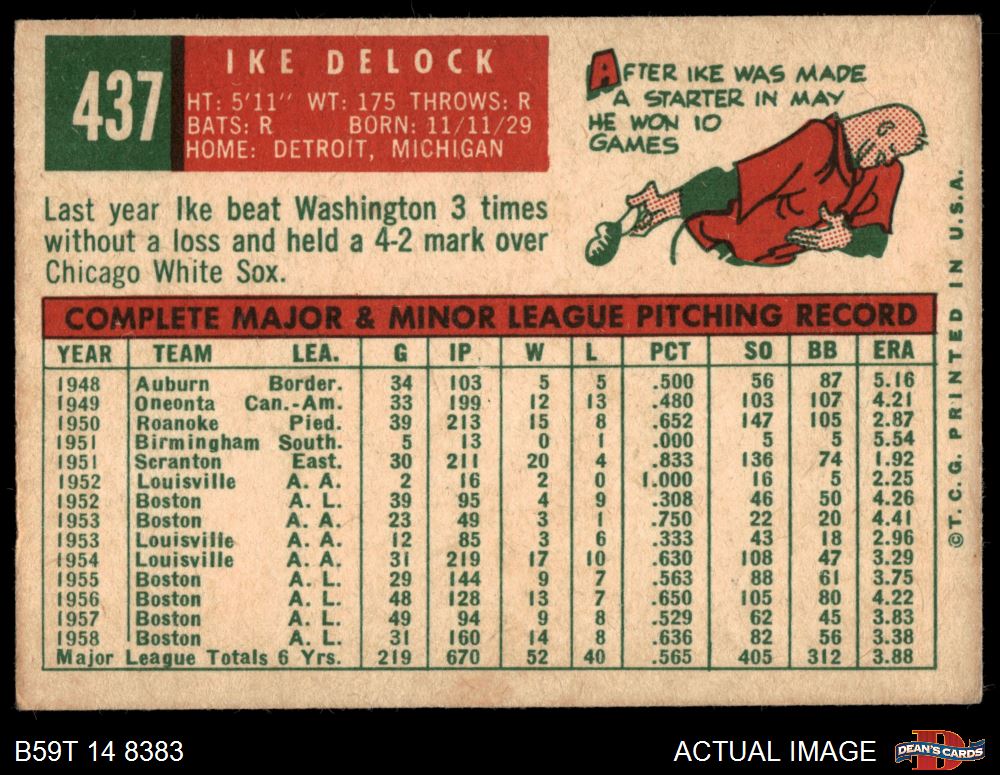 437
IKE DELOCK
HT: 5'11" WT: 175 THROWS: R
BATS: R BORN: 11/11/29
HOME: DETROIT, MICHIGAN
AFTER IKE WAS MADE
A STARTER IN MAY
HE WON 10
GAMES
Last year Ike beat Washington 3 times
without a loss and held a 4-2 mark over
Chicago White Sox.
COMPLETE MAJOR & MINOR LEAGUE PITCHING RECORD
YEAR TEAM LEA. G IP W L PCT SO BB ERA
1948 Auburn Border. 34 103 5 5 .500 56 87 5.16
1949 Oneonta Can.-Am. 33 199 12 13 .480 103 107 4.21
1950 Roanoke Pied. 39 213 15 8 .652 147 105 2.87
1951 Birmingham South. 5 13 0 1 .000 5 5 5.54
1951 Scranton East. 30 211 20 4 .833 136 74 1.92
1952 Louisville A. A. 2 16 2 0 1.000 16 5 2.25
1952 Boston A. L. 39 95 4 9 .308 46 50 4.26
1953 Boston A. A. 23 49 3 1 .750 22 20 4.41
1953 Louisville A. A. 12 85 3 6 .333 43 18 2.96
1954 Louisville A. A. 31 219 17 10 .630 108 47 3.29
1955 Boston A. L. 29 144 9 7 .563 88 61 3.75
1956 Boston A. L. 48 128 13 7 .650 105 80 4.22
1957 Boston A. L. 49 94 9 8 .529 62 45 3.83
1958 Boston A. L. 31 160 14 8 .636 82 56 3.38
Major League Totals 6 Yrs. 219 670 52 40 .565 405 312 3.88
©T. C. G. PRINTED IN U.S.A.
B59T 14 8383
ACTUAL IMAGE
DEAN'S CARDS